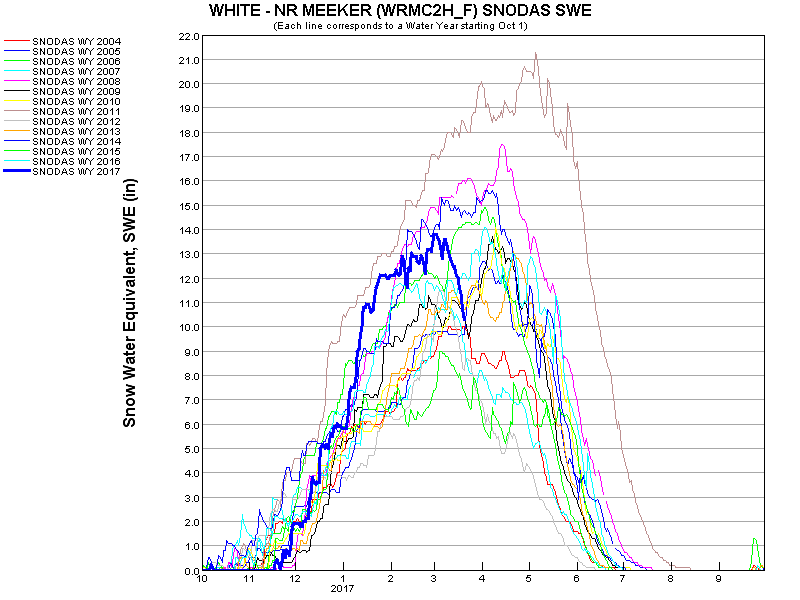 WHITE - NR MEEKER (WRMC2H_F) SNODAS SWE
(Each line corresponds to a Water Year starting Oct 1)
SNODAS WY 2004
SNODAS WY 2005
SNODAS WY 2006
SNODAS WY 2007
SNODAS WY 2008
SNODAS WY 2009
SNODAS WY 2010
SNODAS WY 2011
SNODAS WY 2012
SNODAS WY 2013
SNODAS WY 2014
SNODAS WY 2015
SNODAS WY 2016
SNODAS WY 2017
Snow Water Equivalent, SWE (in)
22.0
21.0
20.0
19.0
18.0
17.0
16.0
15.0
14.0
13.0
12.0
11.0
10.0
9.0
8.0
7.0
6.0
5.0
4.0
3.0
2.0
1.0
0.0
10 11 12 1 2 3 4 5 6 7 8 9
2017